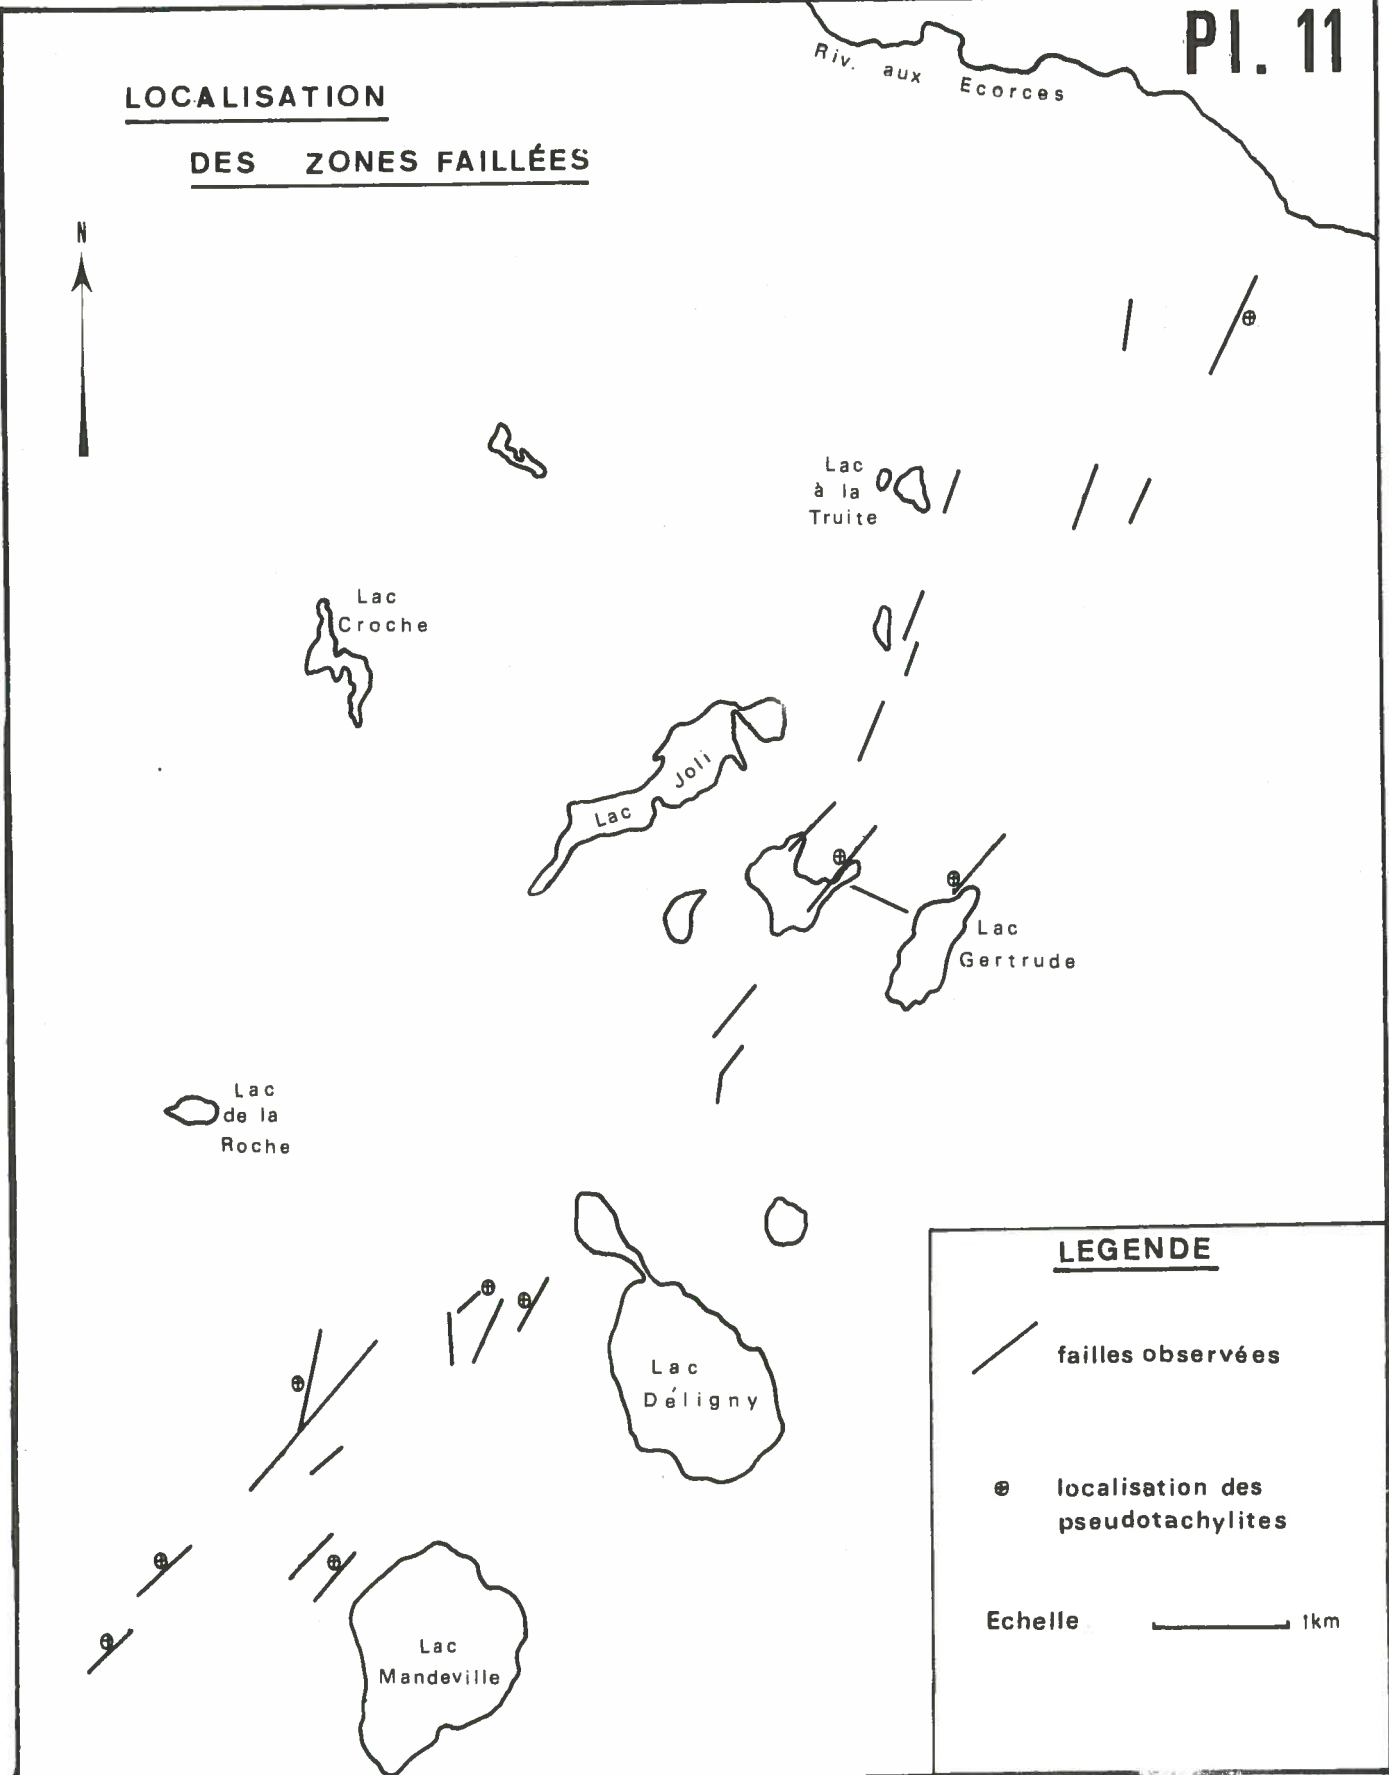 Pl. 11
Riv. aux Ecorces
LOCALISATION
DES ZONES FAILLÉES
N
Lac
à la
Truite
Lac
Croche
Lac Joli
Lac
Gertrude
Lac
de la
Roche
Lac
Déligny
Lac
Mandeville
LEGENDE
failles observées
localisation des
pseudotachylites
Echelle 1km